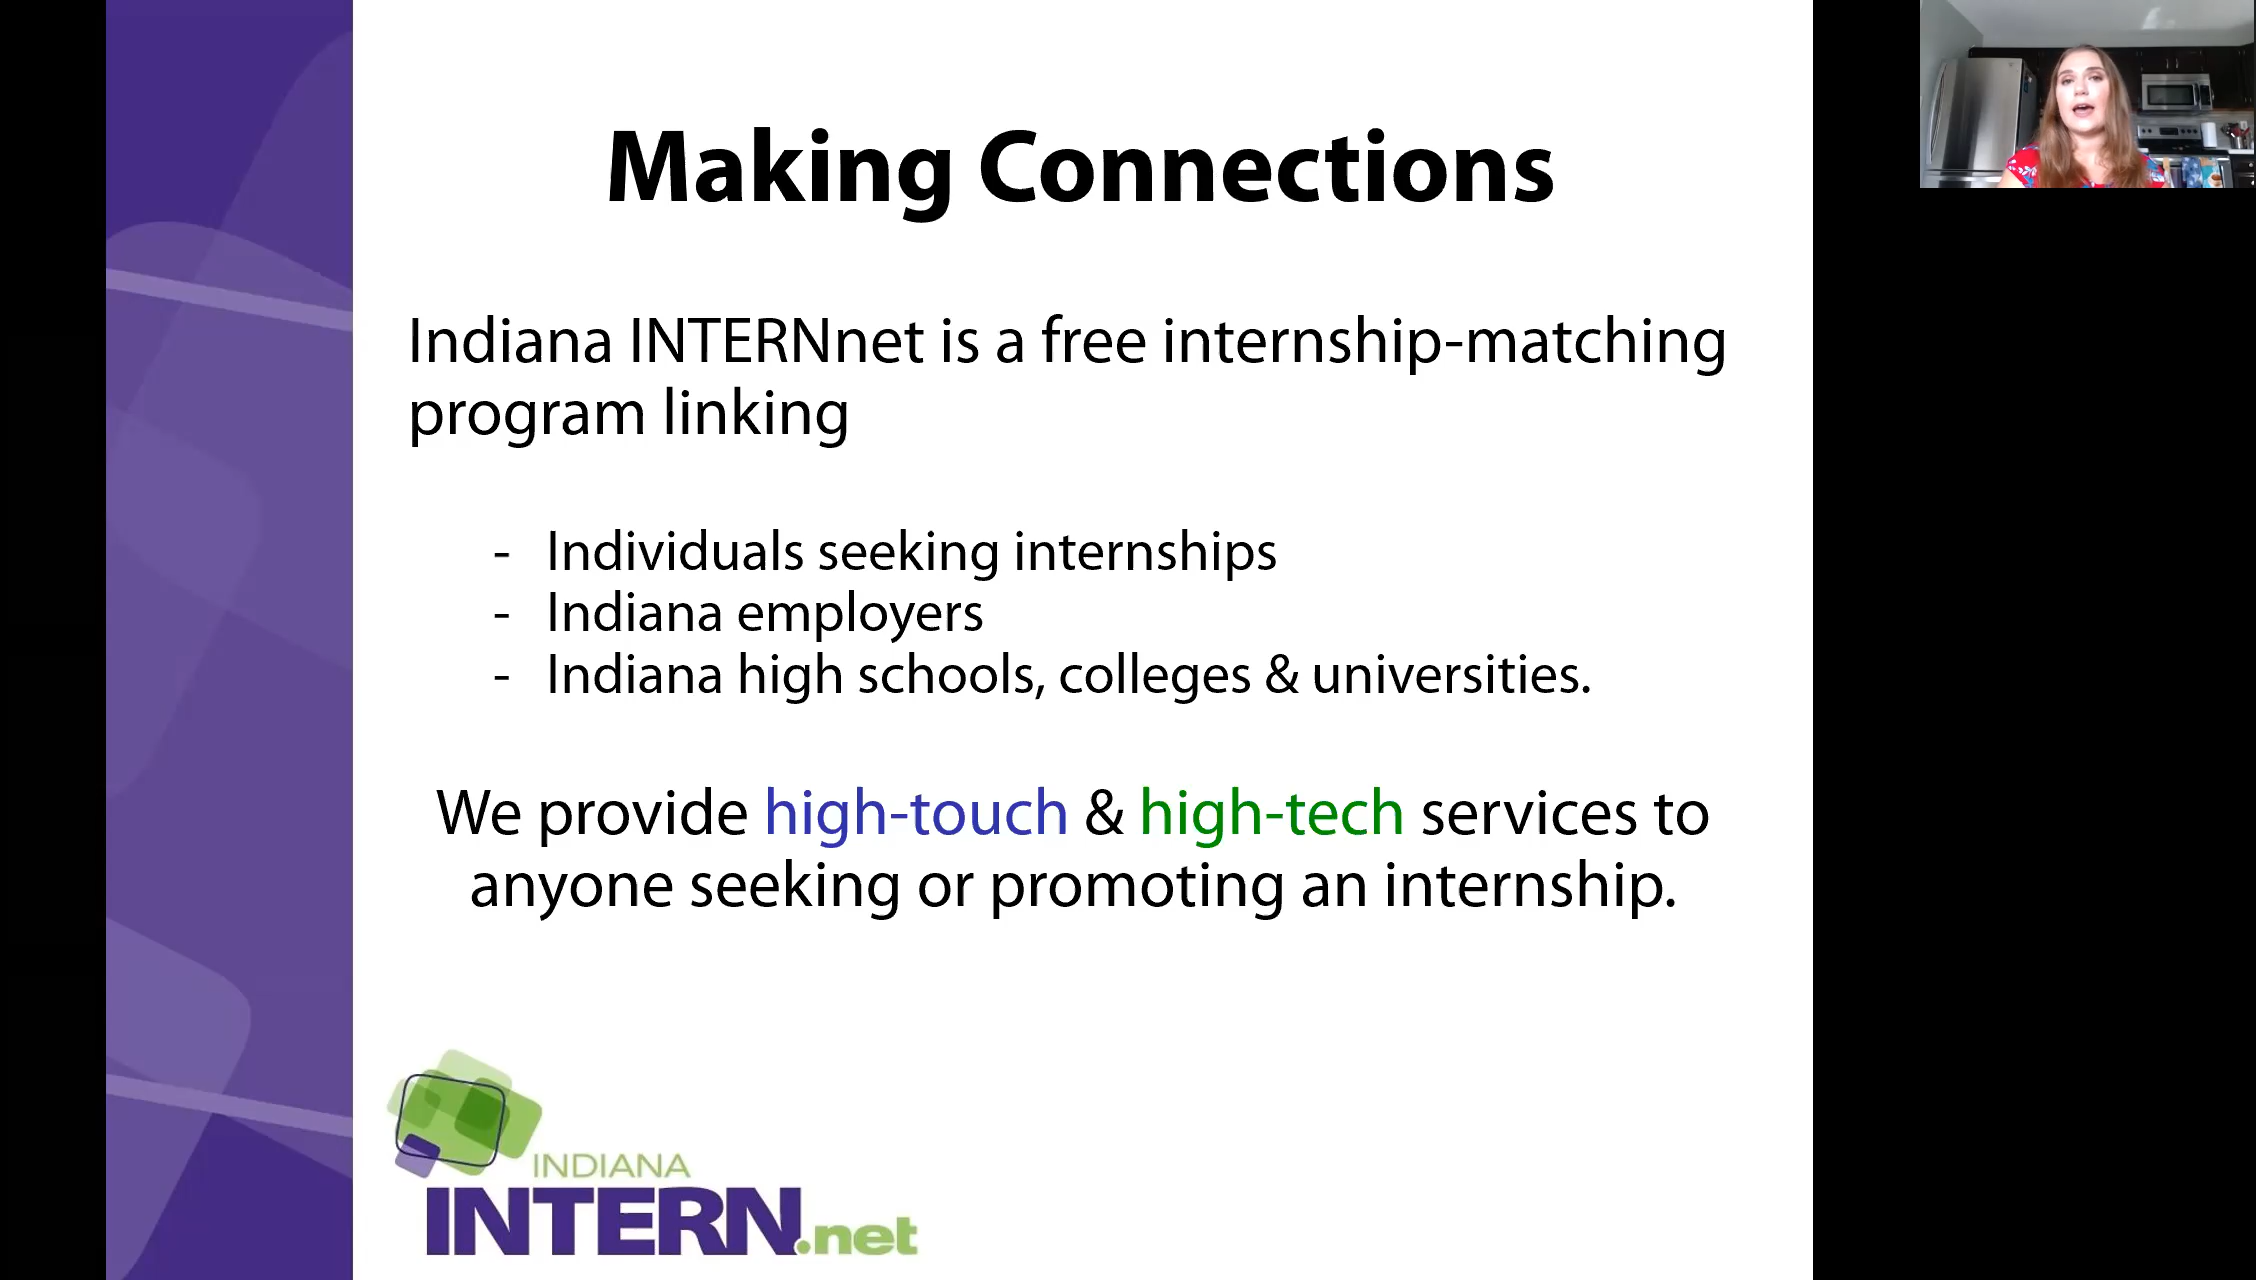 Making Connections
Indiana INTERNnet is a free internship-matching
program linking
- Individuals seeking internships
- Indiana employers
- Indiana high schools, colleges & universities.
We provide high-touch & high-tech services to
anyone seeking or promoting an internship.
INDIANA
INTERN.net